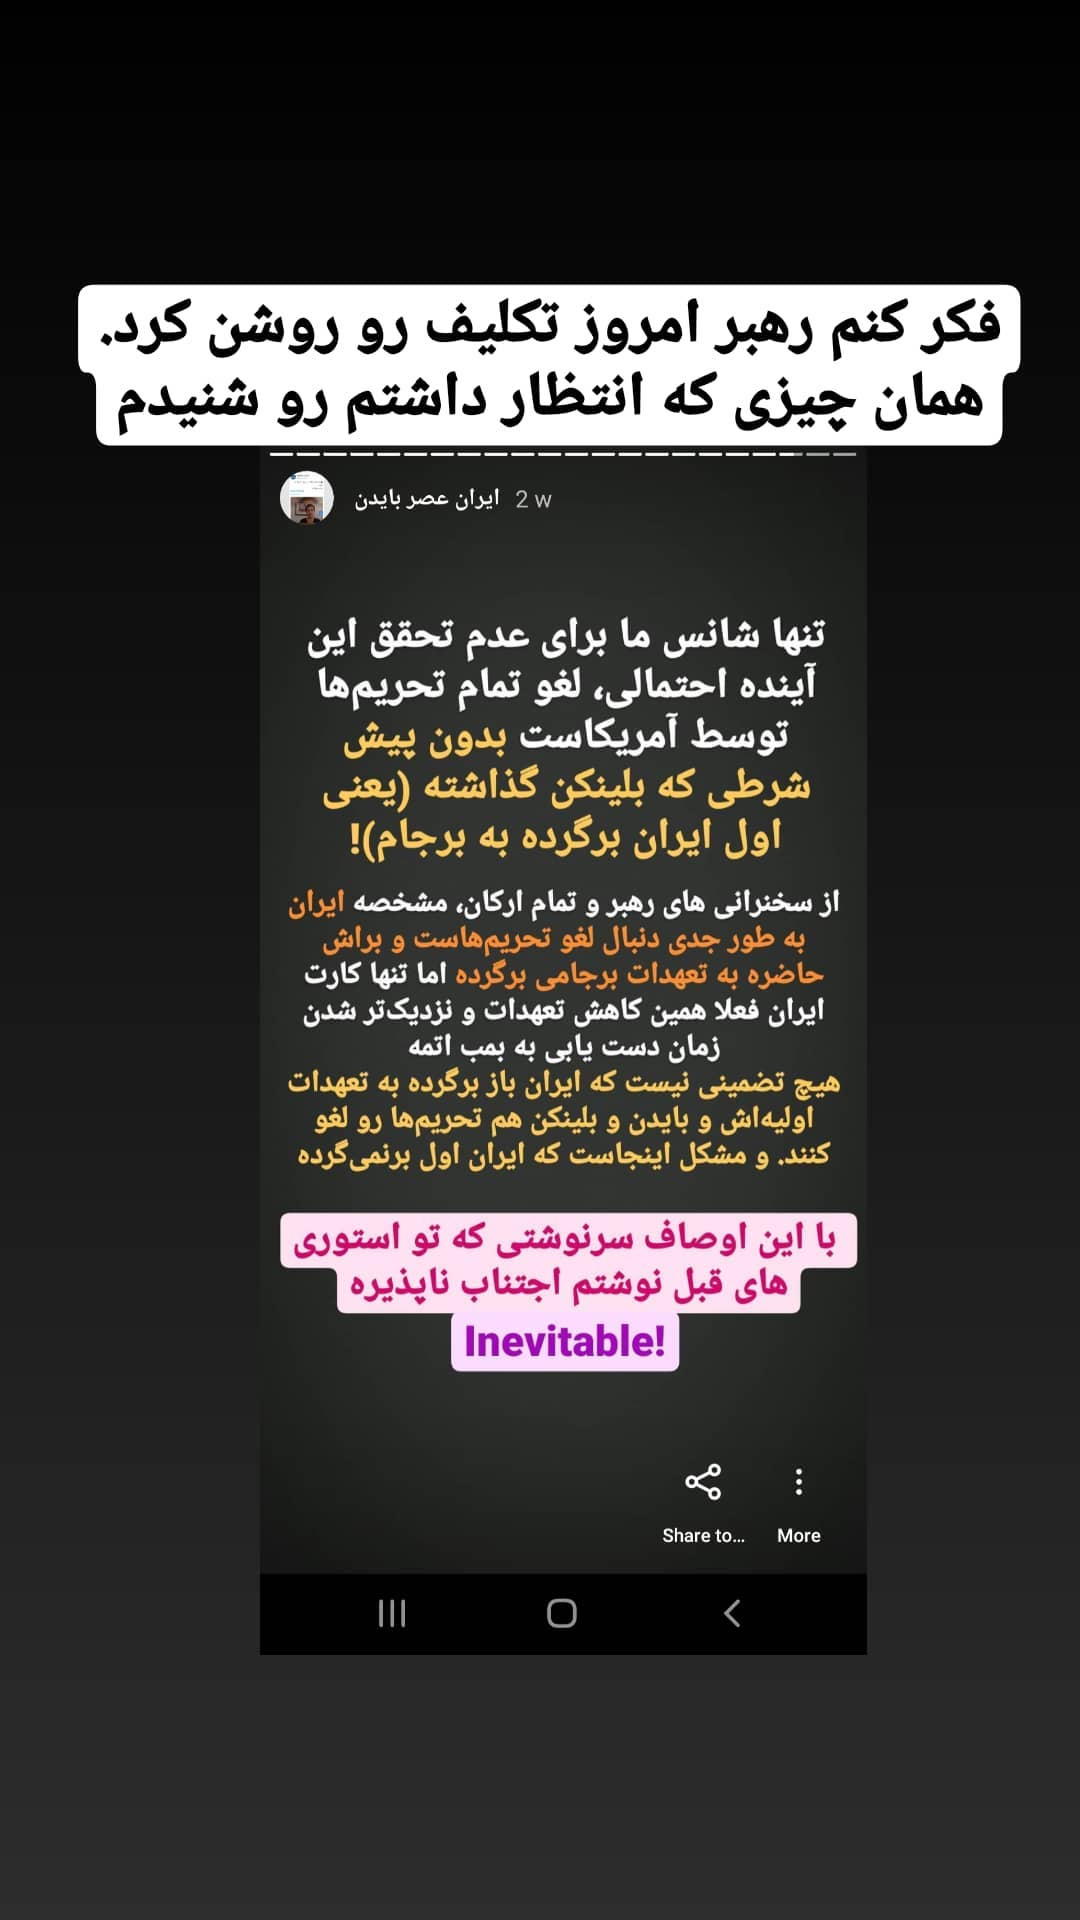 فکر کنم رهبر امروز تکلیف رو روشن کرد.
همان چیزی که انتظار داشتم رو شنیدم
ایران عصر بایدن 2 w
تنها شانس ما برای عدم تحقق این
آینده احتمالی، لغو تمام تحریم‌ها
توسط آمریکاست بدون پیش
شرطی که بلینکن گذاشته (یعنی
اول ایران برگرده به برجام)!
از سخنرانی های رهبر و تمام ارکان، مشخصه ایران
به طور جدی دنبال لغو تحریم‌هاست و براش
حاضره به تعهدات برجامی برگرده اما تنها کارت
ایران فعلا همین کاهش تعهدات و نزدیک‌تر شدن
زمان دست یابی به بمب اتمه
هیچ تضمینی نیست که ایران باز برگرده به تعهدات
اولیه‌اش و بایدن و بلینکن هم تحریم‌ها رو لغو
کنند. و مشکل اینجاست که ایران اول برنمی‌گرده
با این اوصاف سرنوشتی که تو استوری
های قبل نوشتم اجتناب ناپذیره
Inevitable!
Share to... More